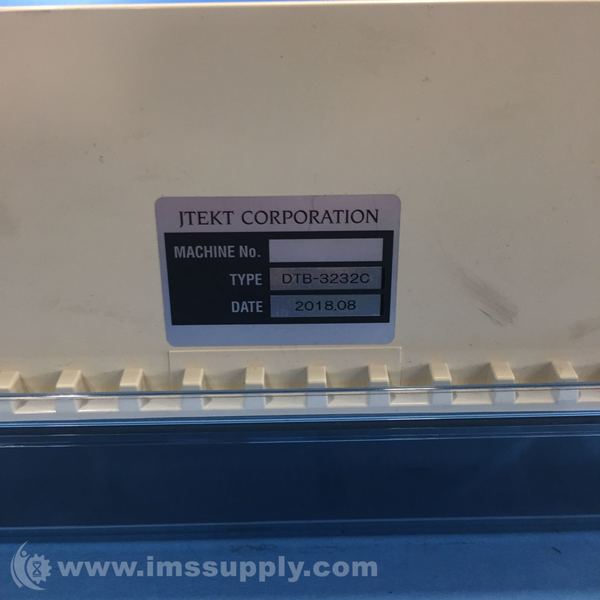 JTEKT CORPORATION
MACHINE No.
TYPE DTB-3232C
DATE 2018.08
www.imssupply.com